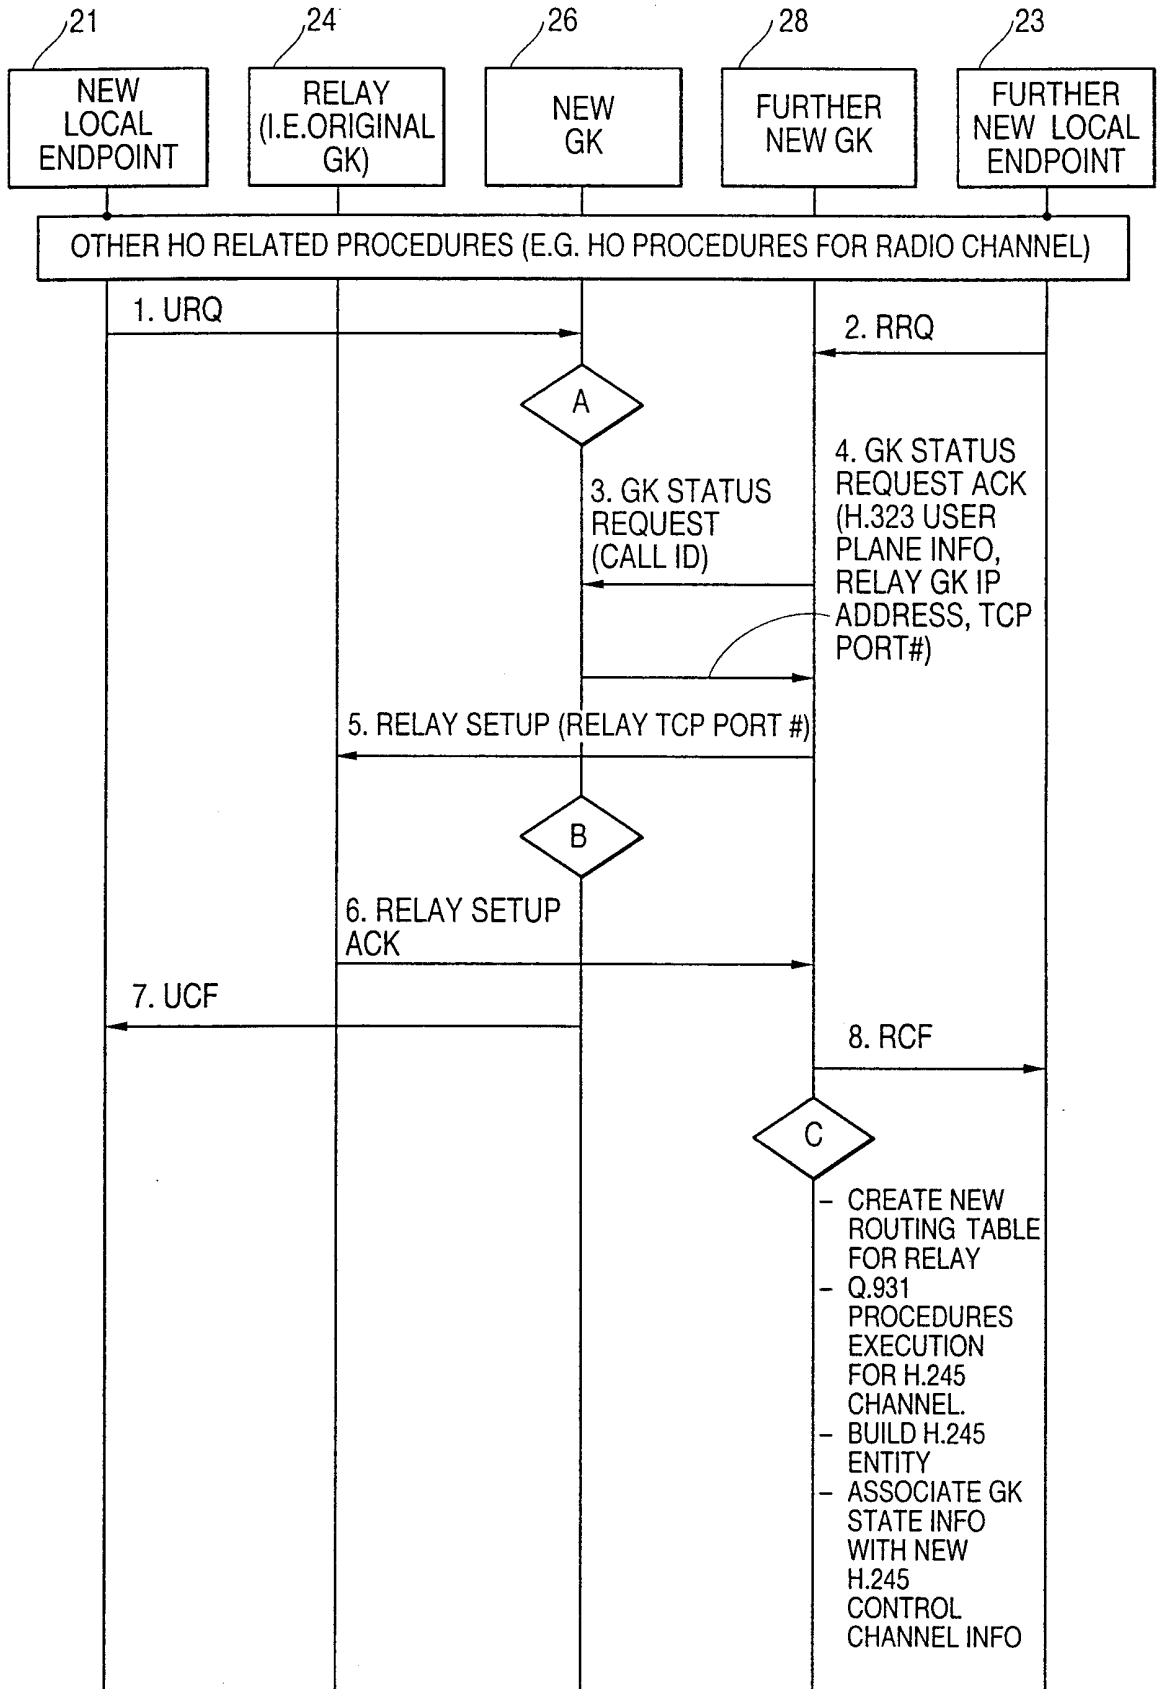 21
24
26
28
23
NEW
LOCAL
ENDPOINT
RELAY
(I.E.ORIGINAL
GK)
NEW
GK
FURTHER
NEW GK
FURTHER
NEW LOCAL
ENDPOINT
OTHER HO RELATED PROCEDURES (E.G. HO PROCEDURES FOR RADIO CHANNEL)
1. URQ
2. RRQ
A
3. GK STATUS
REQUEST
(CALL ID)
4. GK STATUS
REQUEST ACK
(H.323 USER
PLANE INFO,
RELAY GK IP
ADDRESS, TCP
PORT#)
5. RELAY SETUP (RELAY TCP PORT #)
B
6. RELAY SETUP
ACK
7. UCF
8. RCF
C
- CREATE NEW
ROUTING TABLE
FOR RELAY
- Q.931
PROCEDURES
EXECUTION
FOR H.245
CHANNEL.
- BUILD H.245
ENTITY
- ASSOCIATE GK
STATE INFO
WITH NEW
H.245
CONTROL
CHANNEL INFO